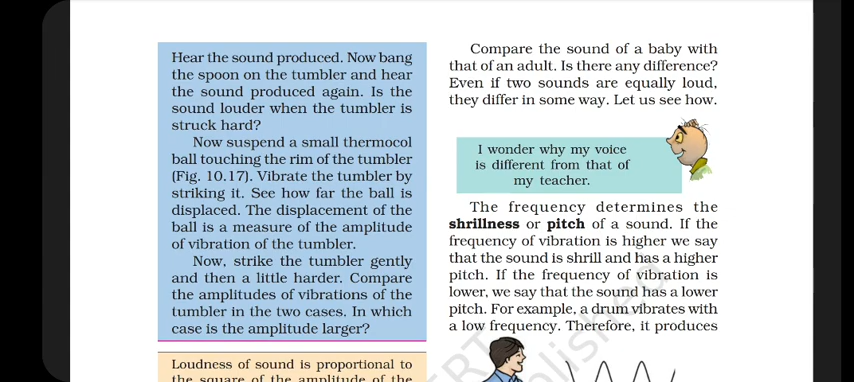 Hear the sound produced. Now bang
the spoon on the tumbler and hear
the sound produced again. Is the
sound louder when the tumbler is
struck hard?
Now suspend a small thermocol
ball touching the rim of the tumbler
(Fig. 10.17). Vibrate the tumbler by
striking it. See how far the ball is
displaced. The displacement of the
ball is a measure of the amplitude
of vibration of the tumbler.
Now, strike the tumbler gently
and then a little harder. Compare
the amplitudes of vibrations of the
tumbler in the two cases. In which
case is the amplitude larger?
Loudness of sound is proportional to
the square of the amplitude of the
Compare the sound of a baby with
that of an adult. Is there any difference?
Even if two sounds are equally loud,
they differ in some way. Let us see how.
I wonder why my voice
is different from that of
my teacher.
The frequency determines the
shrillness or pitch of a sound. If the
frequency of vibration is higher we say
that the sound is shrill and has a higher
pitch. If the frequency of vibration is
lower, we say that the sound has a lower
pitch. For example, a drum vibrates with
a low frequency. Therefore, it produces